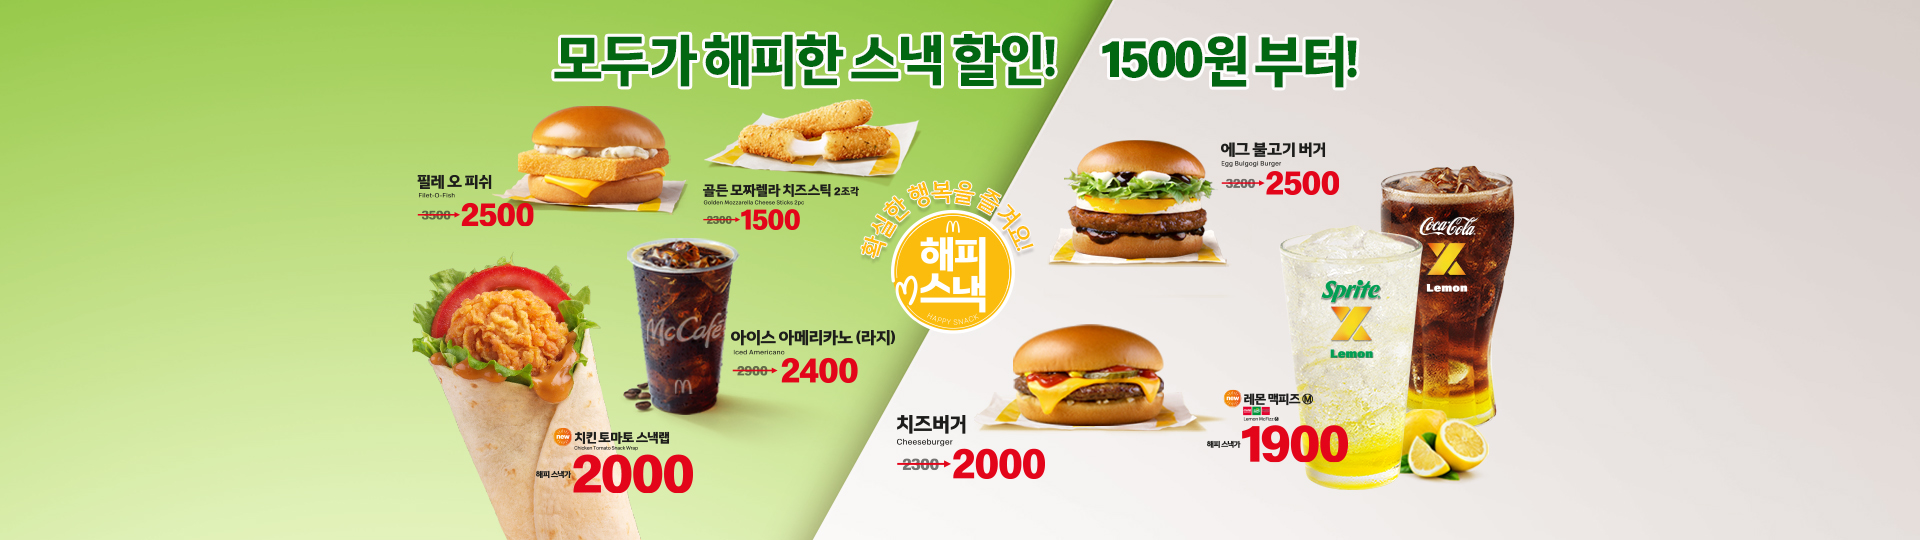 모두가 해피한 스낵 할인! 1500원 부터!
필레 오 피쉬
Filet-O-Fish
3500 2500
골든 모짜렐라 치즈스틱 2조각
Golden Mozzarella Cheese Sticks 2pc
2300 1500
McCafé
아이스 아메리카노 (라지)
Iced Americano
2900 2400
new 치킨 토마토 스낵랩
Chicken Tomato Snack Wrap
해피 스낵가 2000
확실한 행복을 즐겨요!
해피
스낵
HAPPY SNACK
에그 불고기 버거
Egg Bulgogi Burger
3200 2500
치즈버거
Cheeseburger
2300 2000
Coca-Cola
X
Lemon
Sprite
X
Lemon
new 레몬 맥피즈 M
Lemon McFizz M
해피 스낵가 1900